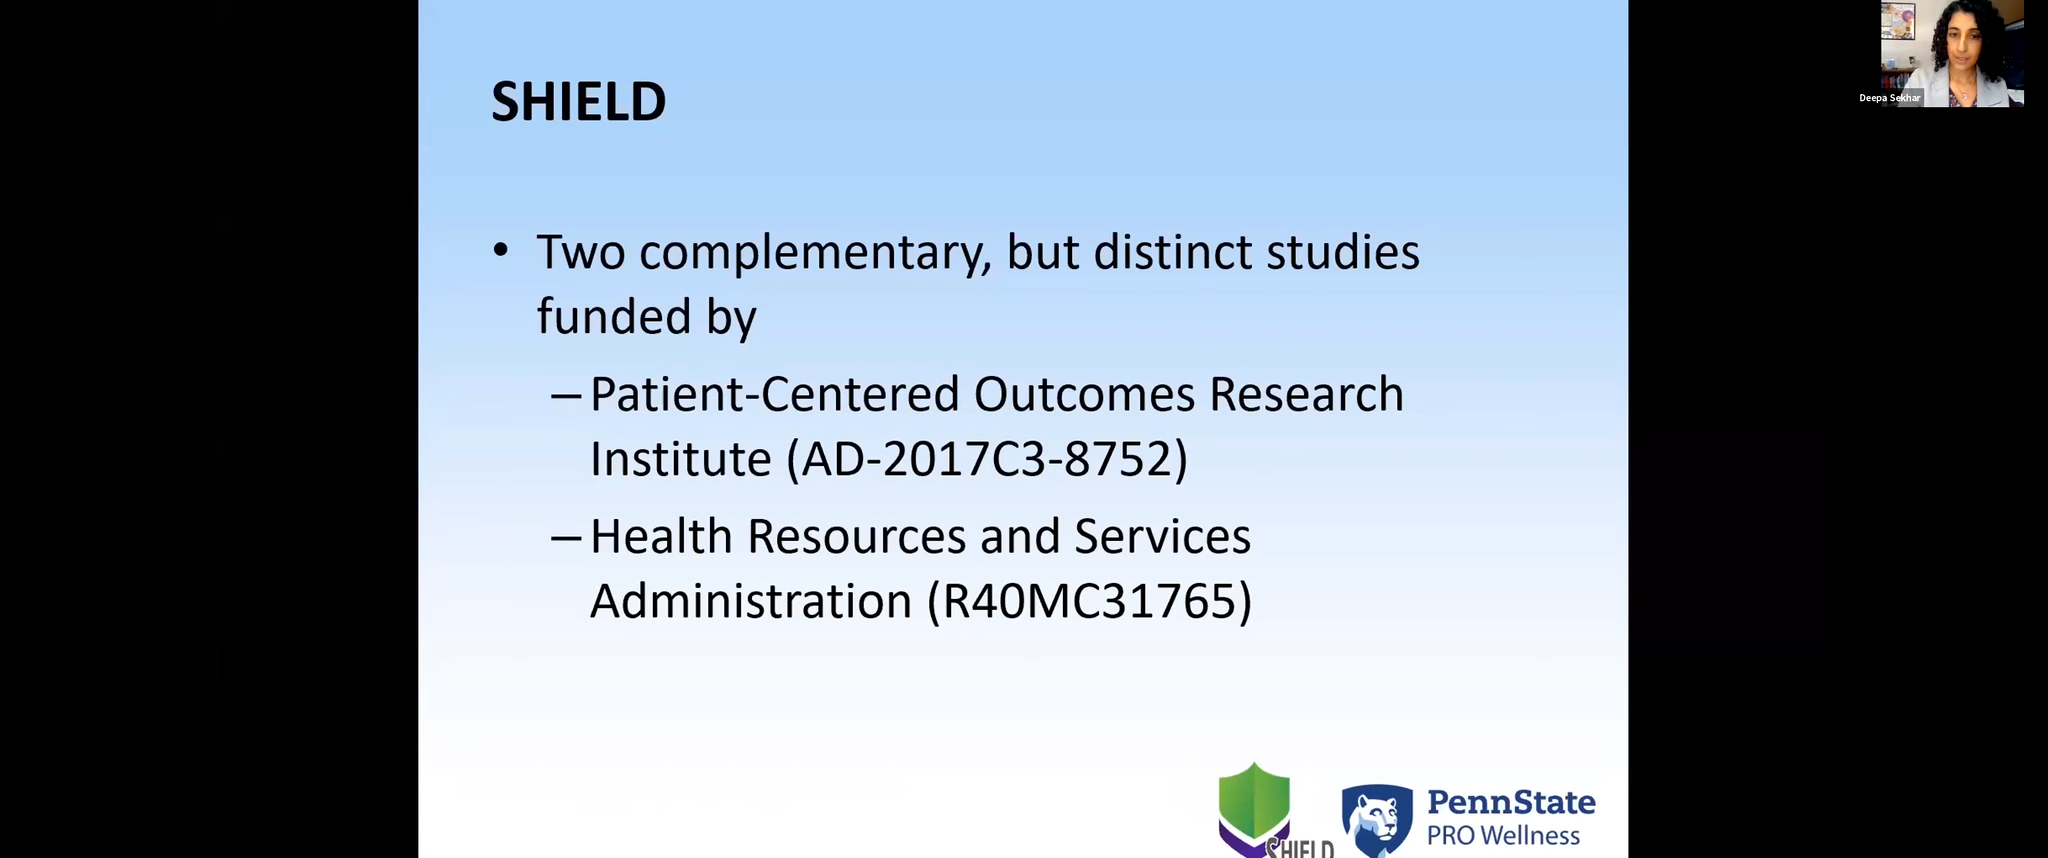 Deepa Sekhar
SHIELD
• Two complementary, but distinct studies
funded by
– Patient-Centered Outcomes Research
Institute (AD-2017C3-8752)
– Health Resources and Services
Administration (R40MC31765)
SHIELD
PennState
PRO Wellness